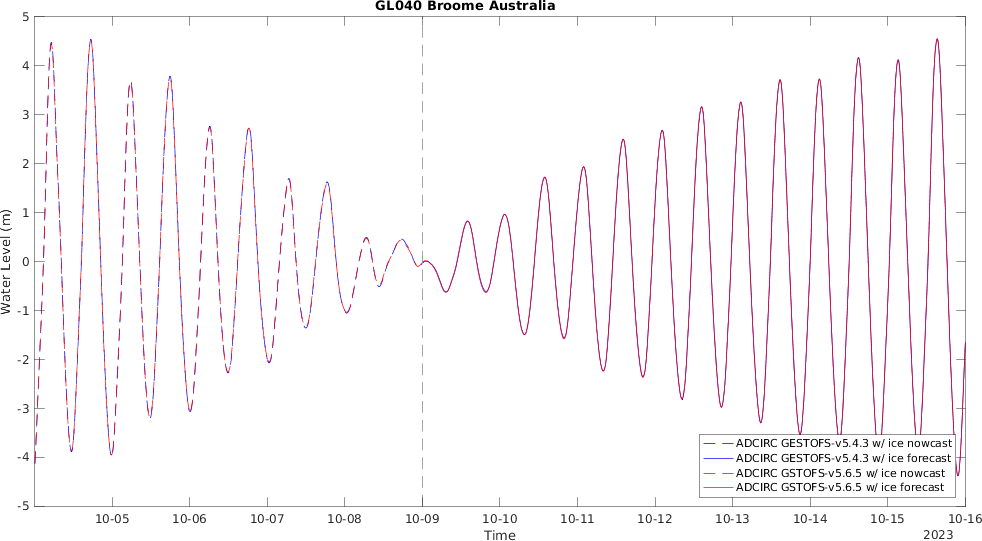 GL040 Broome Australia
5
4
3
2
1
0
-1
-2
-3
-4
-5
Water Level (m)
ADCIRC GESTOFS-v5.4.3 w/ ice nowcast
ADCIRC GESTOFS-v5.4.3 w/ ice forecast
ADCIRC GSTOFS-v5.6.5 w/ ice nowcast
ADCIRC GSTOFS-v5.6.5 w/ ice forecast
10-05 10-06 10-07 10-08 10-09 10-10 10-11 10-12 10-13 10-14 10-15 10-16
Time
2023